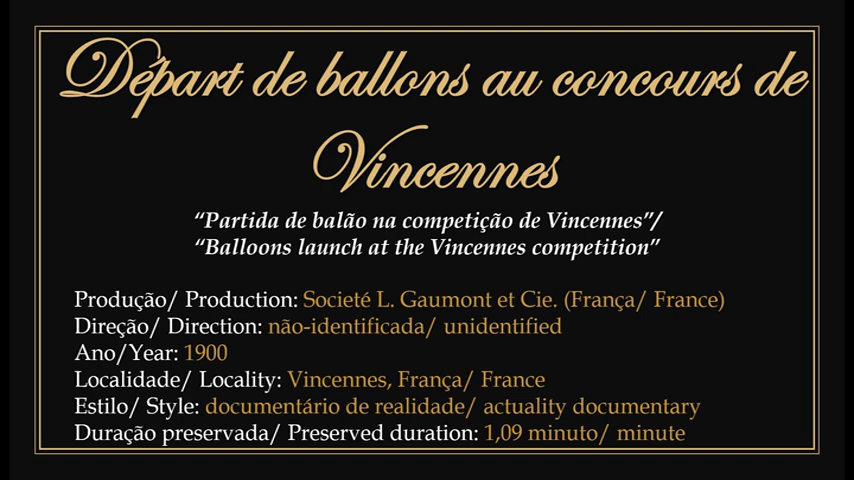 Départ de ballons au concours de
Vincennes
“Partida de balão na competição de Vincennes”/
“Balloons launch at the Vincennes competition”
Produção/ Production: Societé L. Gaumont et Cie. (França/ France)
Direção/ Direction: não-identificada/ unidentified
Ano/Year: 1900
Localidade/ Locality: Vincennes, França/ France
Estilo/ Style: documentário de realidade/ actuality documentary
Duração preservada/ Preserved duration: 1,09 minuto/ minute